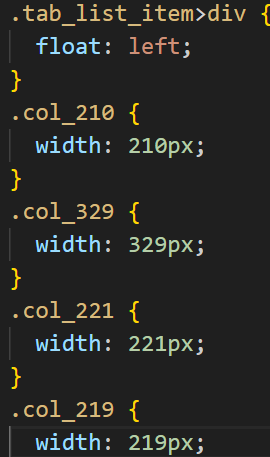 .tab_list_item>div {
  float: left;
}
.col_210 {
  width: 210px;
}
.col_329 {
  width: 329px;
}
.col_221 {
  width: 221px;
}
.col_219 {
  width: 219px;